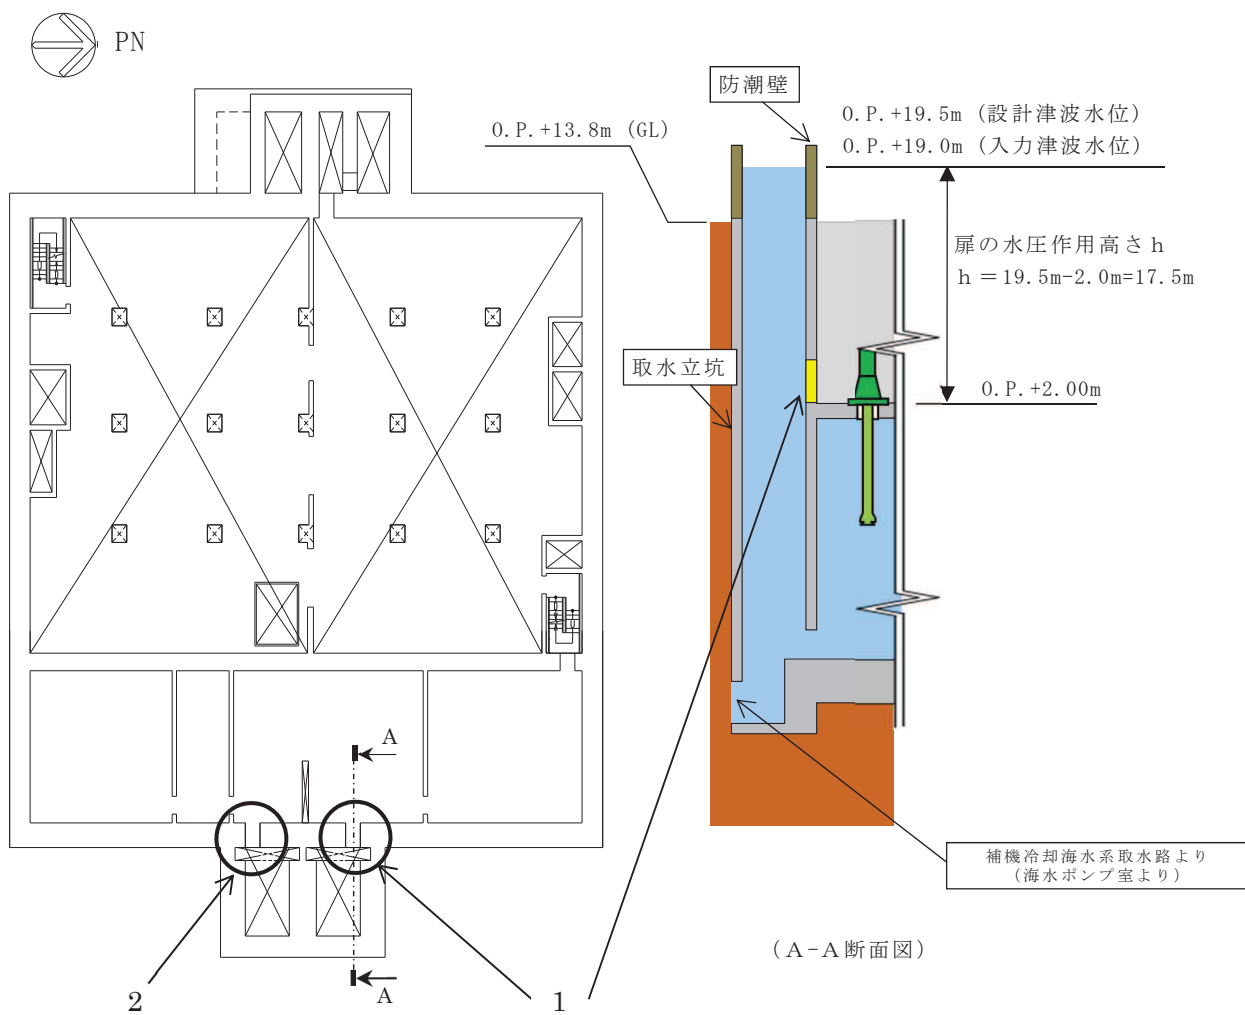 PN
防潮壁
O.P.+19.5m (設計津波水位)
O.P.+19.0m (入力津波水位)
O.P.+13.8m (GL)
扉の水圧作用高さｈ
ｈ＝19.5m-2.0m=17.5m
取水立坑
O.P.+2.00m
A
補機冷却海水系取水路より
(海水ポンプ室より)
(A-A断面図)
A
2
1